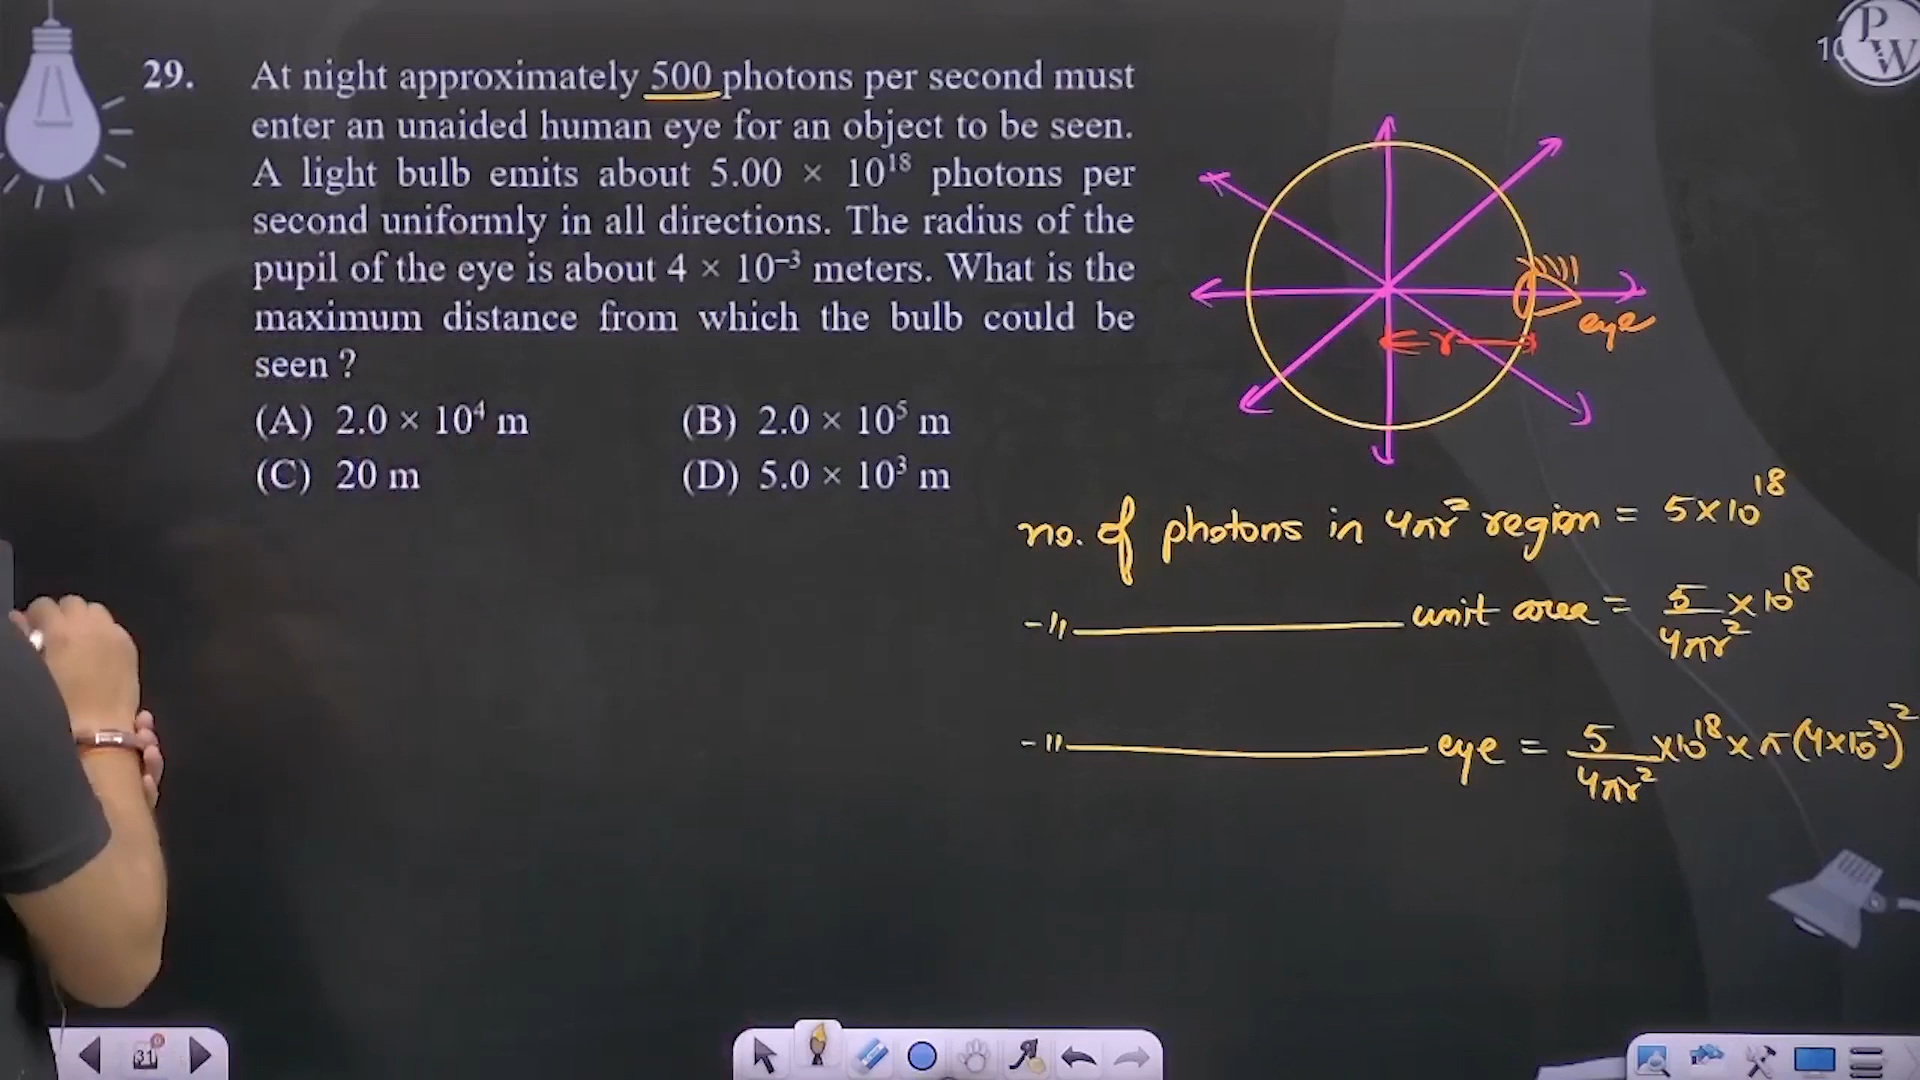 29. At night approximately 500 photons per second must
enter an unaided human eye for an object to be seen.
A light bulb emits about 5.00 × 10¹⁸ photons per
second uniformly in all directions. The radius of the
pupil of the eye is about 4 × 10⁻³ meters. What is the
maximum distance from which the bulb could be
seen ?
(A) 2.0 × 10⁴ m (B) 2.0 × 10⁵ m
(C) 20 m (D) 5.0 × 10³ m
PW
10
eye
r
no. of photons in 4πr² region = 5×10¹⁸
-"- unit area = 5/4πr² ×10¹⁸
-"- eye = 5/4πr² ×10¹⁸ × π(4×10⁻³)²
31